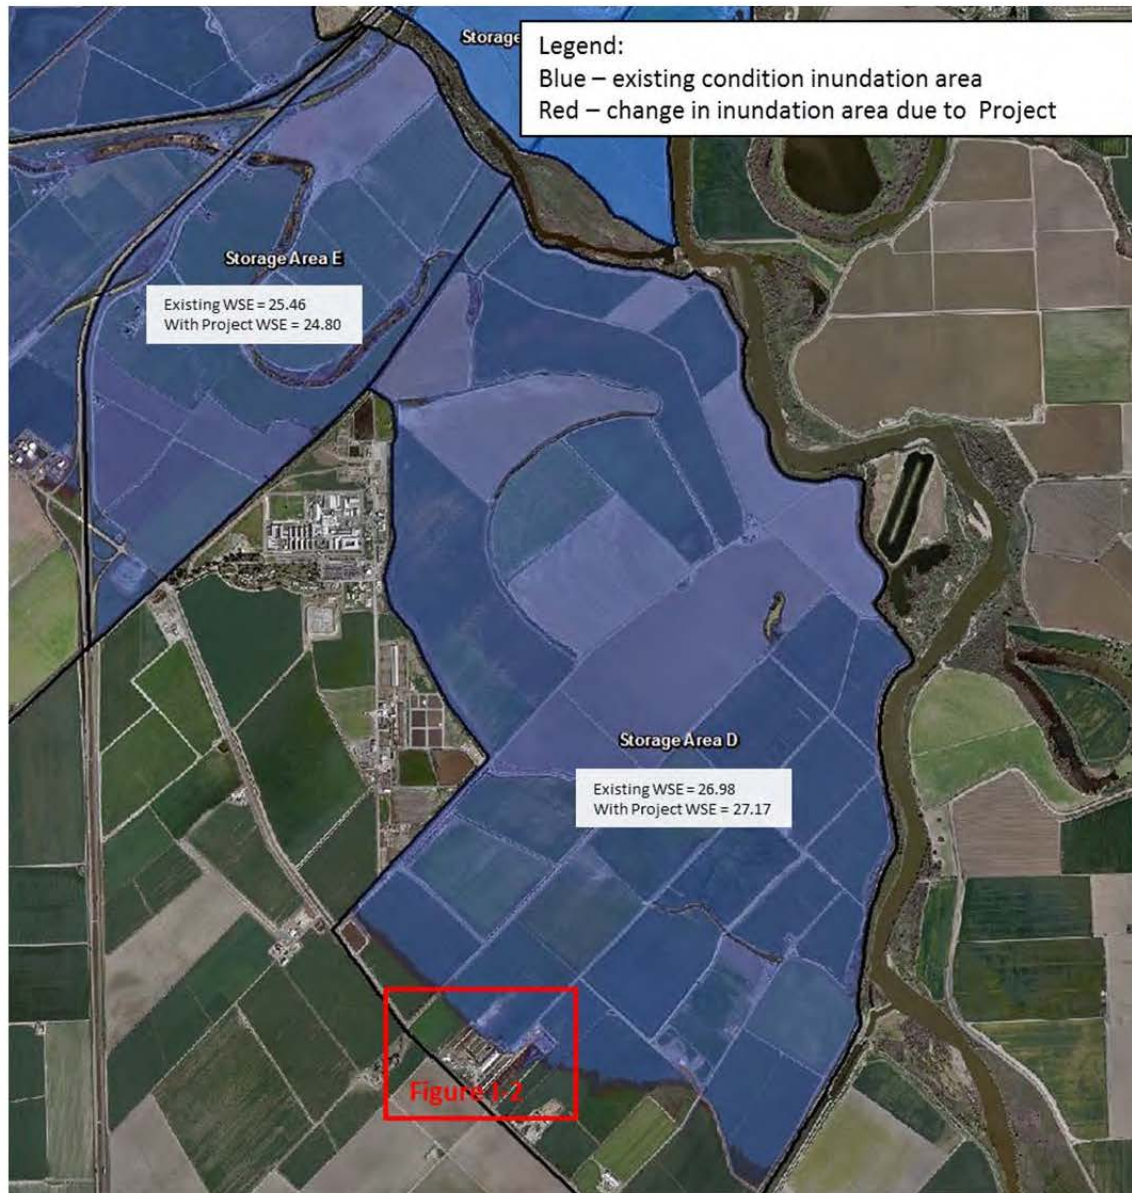 Storage
Legend:
Blue – existing condition inundation area
Red – change in inundation area due to Project
Storage Area E
Existing WSE = 25.46
With Project WSE = 24.80
Storage Area D
Existing WSE = 26.98
With Project WSE = 27.17
Figure I-2